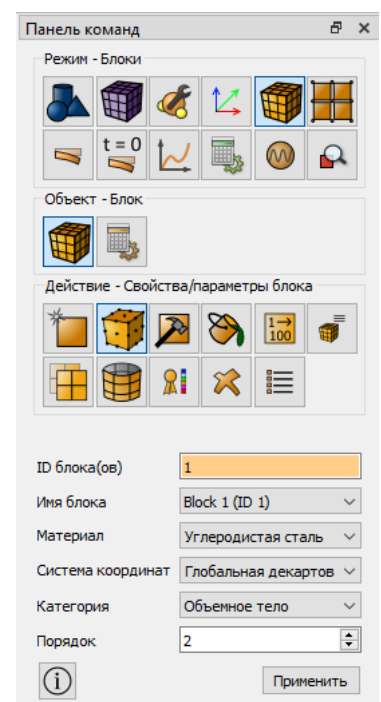 Панель команд
Режим - Блоки
t = 0
Объект - Блок
Действие - Свойства/параметры блока
1→
100
ID блока(ов) 1
Имя блока Block 1 (ID 1)
Материал Углеродистая сталь
Система координат Глобальная декартов
Категория Объемное тело
Порядок 2
Применить